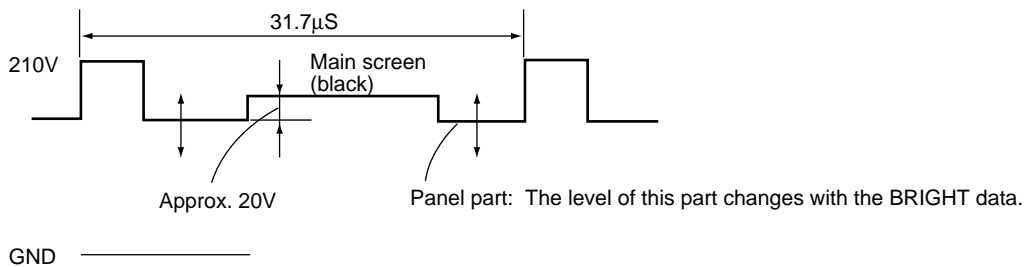 31.7μS
210V
Main screen
(black)
Approx. 20V
Panel part: The level of this part changes with the BRIGHT data.
GND